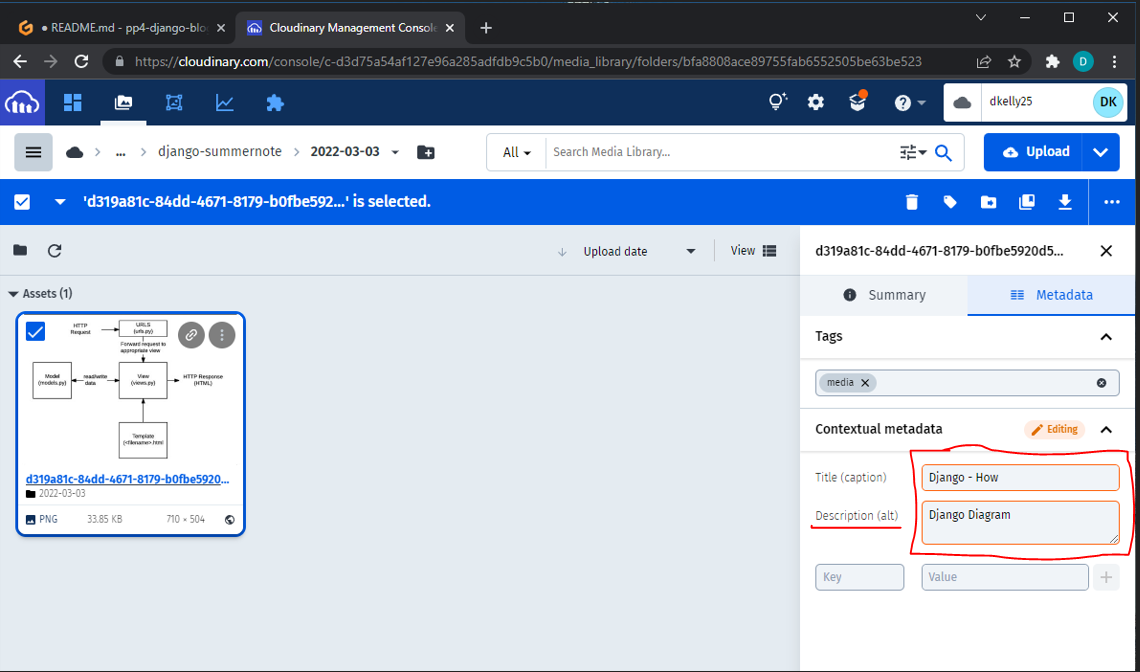 ● README.md - pp4-django-blo
Cloudinary Management Console
https://cloudinary.com/console/c-d3d75a54af127e96a285adfdb9c5b0/media_library/folders/bfa8808ace89755fab6552505be63be523
D
dkelly25
DK
...
django-summernote
2022-03-03
All
Search Media Library...
Upload
'd319a81c-84dd-4671-8179-b0fbe592...' is selected.
Upload date
View
d319a81c-84dd-4671-8179-b0fbe5920d5...
Summary
Metadata
Assets (1)
HTTP
Request
URLS
(urls.py)
Forward request to
appropriate view
Model
(models.py)
read/write
data
View
(views.py)
HTTP Response
(HTML)
Template
(<filename>.html
d319a81c-84dd-4671-8179-b0fbe5920...
2022-03-03
PNG
33.85 KB
710 × 504
Tags
media
Contextual metadata
Editing
Title (caption)
Django - How
Description (alt)
Django Diagram
Key
Value